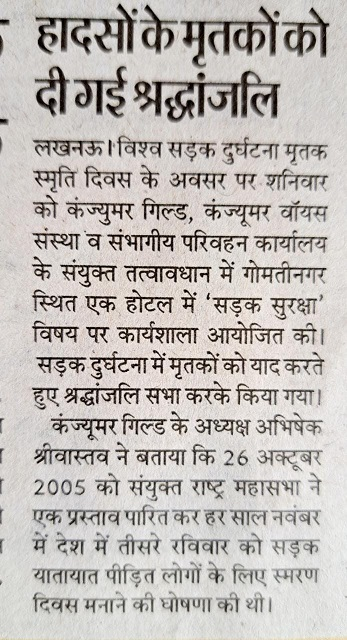 हादसों के मृतकों को
दी गई श्रद्धांजलि
लखनऊ। विश्व सड़क दुर्घटना मृतक
स्मृति दिवस के अवसर पर शनिवार
को कंज्युमर गिल्ड, कंज्यूमर वॉयस
संस्था व संभागीय परिवहन कार्यालय
के संयुक्त तत्वावधान में गोमतीनगर
स्थित एक होटल में ‘सड़क सुरक्षा’
विषय पर कार्यशाला आयोजित की।
सड़क दुर्घटना में मृतकों को याद करते
हुए श्रद्धांजलि सभा करके किया गया।
कंज्यूमर गिल्ड के अध्यक्ष अभिषेक
श्रीवास्तव ने बताया कि 26 अक्टूबर
2005 को संयुक्त राष्ट्र महासभा ने
एक प्रस्ताव पारित कर हर साल नवंबर
में देश में तीसरे रविवार को सड़क
यातायात पीड़ित लोगों के लिए स्मरण
दिवस मनाने की घोषणा की थी।